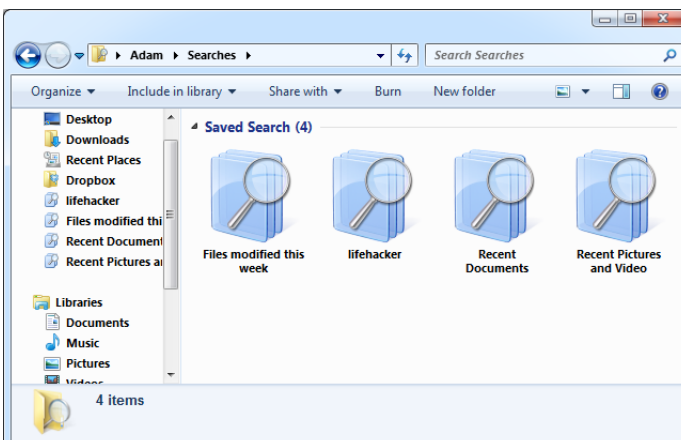 Adam Searches
Search Searches
Organize Include in library Share with Burn New folder
Desktop
Downloads
Recent Places
Dropbox
lifehacker
Files modified thi
Recent Document
Recent Pictures a
Libraries
Documents
Music
Pictures
Videos
Saved Search (4)
Files modified this
week
lifehacker
Recent
Documents
Recent Pictures
and Video
4 items